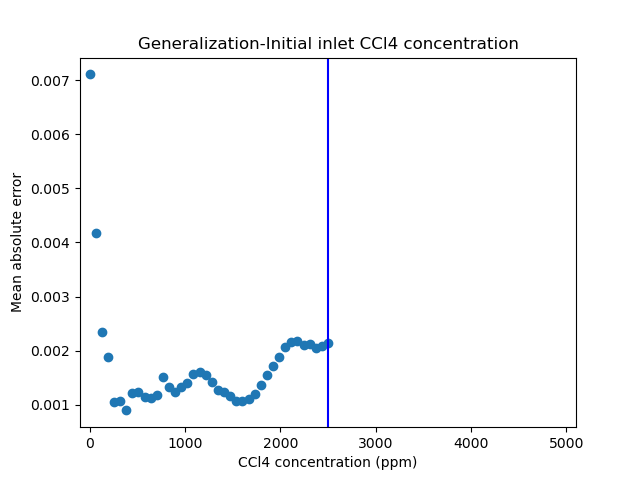 Generalization-Initial inlet CCl4 concentration
0.007
0.006
0.005
0.004
0.003
0.002
0.001
Mean absolute error
0 1000 2000 3000 4000 5000
CCl4 concentration (ppm)